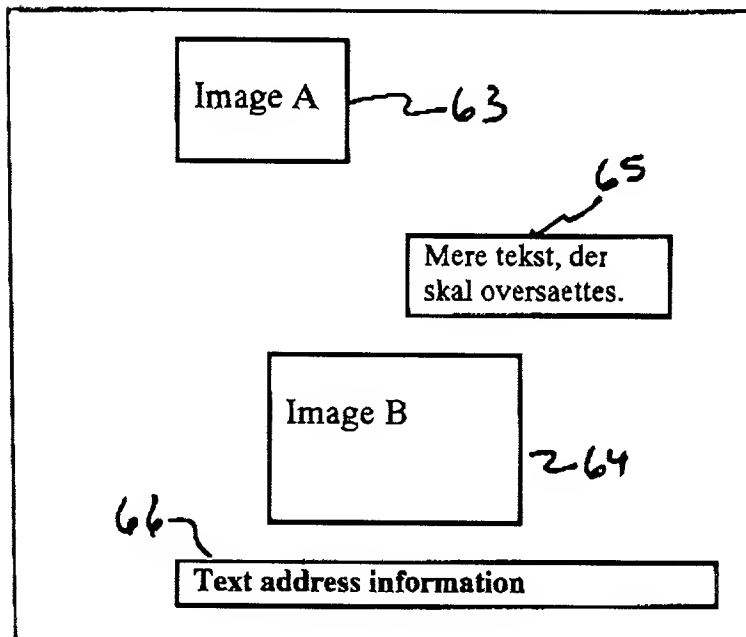 Image A
63
65
Mere tekst, der
skal oversaettes.
Image B
64
66
Text address information